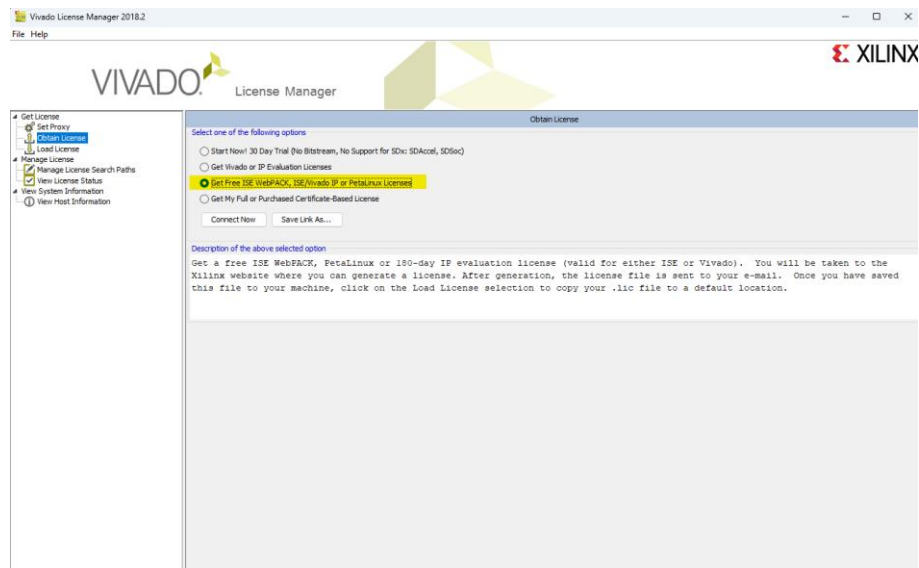 Vivado License Manager 2018.2
File Help
VIVADO. License Manager
XILINX
Get License
Set Proxy
Obtain License
Load License
Manage License
Manage License Search Paths
View License Status
View System Information
View Host Information
Obtain License
Select one of the following options
Start Now! 30 Day Trial (No Bitstream, No Support for SDx: SDAccel, SDSoc)
Get Vivado or IP Evaluation Licenses
Get Free ISE WebPACK, ISE/Vivado IP or PetaLinux Licenses
Get My Full or Purchased Certificate-Based License
Connect Now Save Link As...
Description of the above selected option
Get a free ISE WebPACK, PetaLinux or 180-day IP evaluation license (valid for either ISE or Vivado). You will be taken to the
Xilinx website where you can generate a license. After generation, the license file is sent to your e-mail. Once you have saved
this file to your machine, click on the Load License selection to copy your .lic file to a default location.